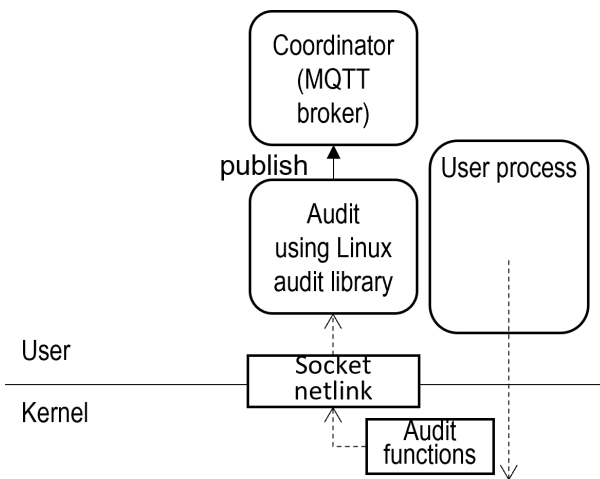 Coordinator
(MQTT
broker)
publish
User process
Audit
using Linux
audit library
User
Socket
netlink
Kernel
Audit
functions